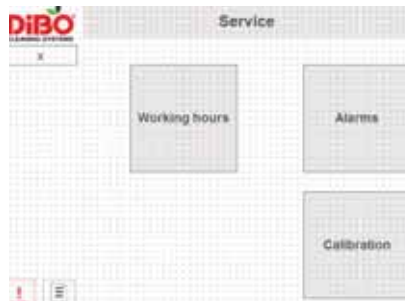 DiBO
CLEANING SYSTEMS
Service
x
Working hours
Alarms
Calibration
!